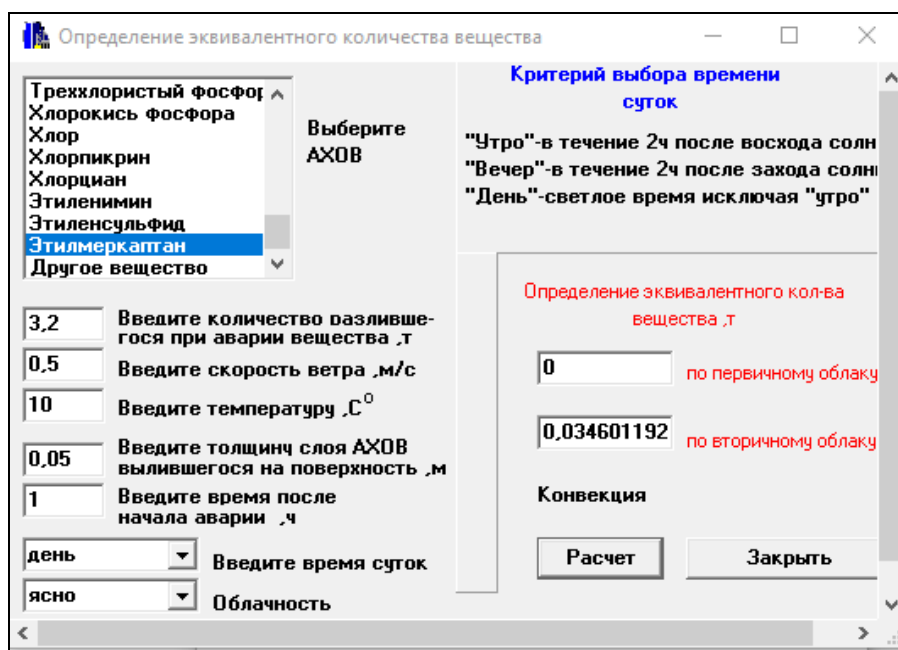 Определение эквивалентного количества вещества
Треххлористый фосфор
Хлорокись фосфора
Хлор
Хлорпикрин
Хлорциан
Этиленимин
Этиленсульфид
Этилмеркаптан
Другое вещество
Выберите
АХОВ
3,2
Введите количество разливше-
гося при аварии вещества ,т
0,5
Введите скорость ветра ,м/с
10
Введите температуру ,С⁰
0,05
Введите толщину слоя АХОВ
вылившегося на поверхность ,м
1
Введите время после
начала аварии ,ч
день
Введите время суток
ясно
Облачность
Критерий выбора времени
суток
"Утро"-в течение 2ч после восхода солн
"Вечер"-в течение 2ч после захода солн
"День"-светлое время исключая "утро"
Определение эквивалентного кол-ва
вещества ,т
0
по первичному облаку
0,034601192
по вторичному облаку
Конвекция
Расчет
Закрыть